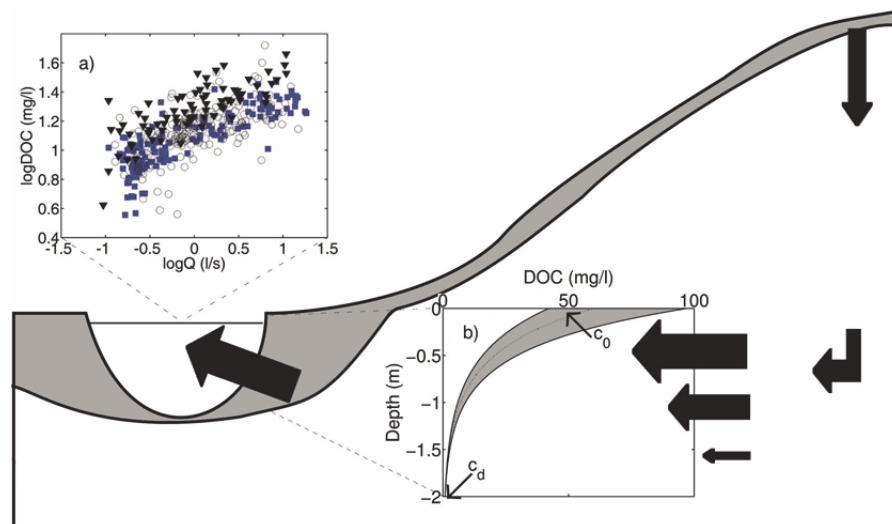 a)
logDOC (mg/l)
1.6
1.4
1.2
1
0.8
0.6
0.4
-1.5 -1 -0.5 0 0.5 1 1.5
logQ (l/s)
DOC (mg/l)
0 50 100
b)
c0
Depth (m)
0
−0.5
−1
−1.5
−2
cd